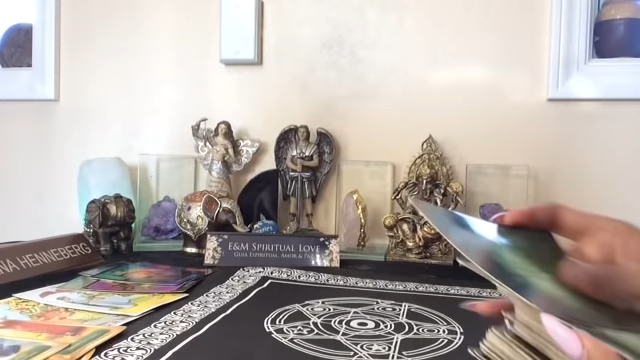 NA HENNEBERG
E&M SPIRITUAL LOVE
GUIA ESPIRITUAL, AMOR &